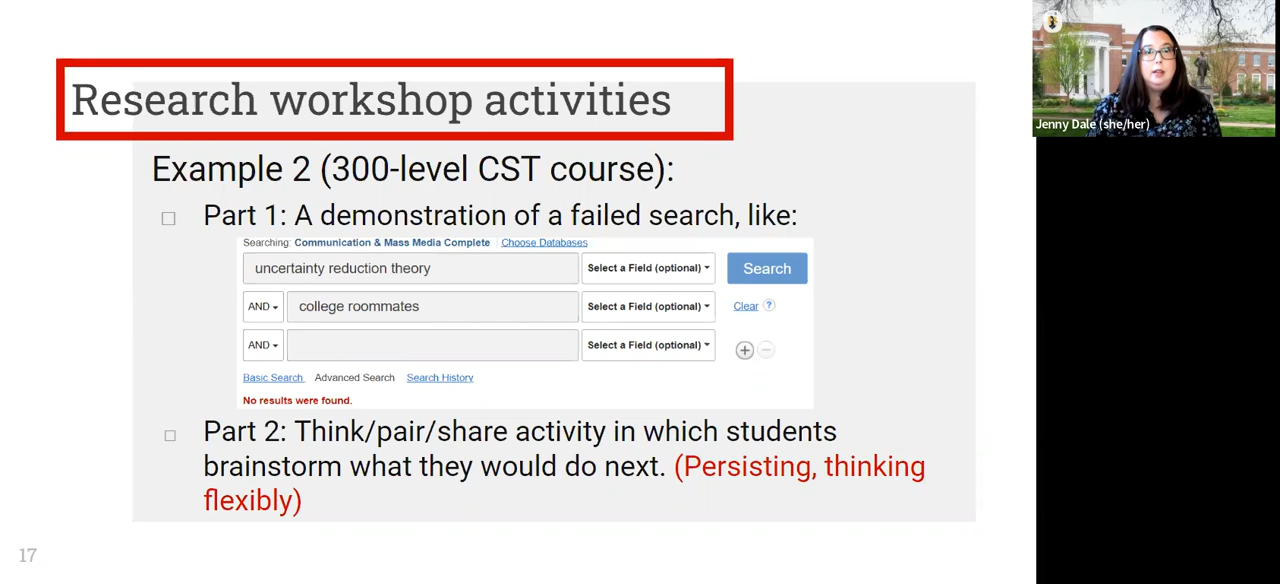 Research workshop activities
Jenny Dale (she/her)
Example 2 (300-level CST course):
Part 1: A demonstration of a failed search, like:
Searching: Communication & Mass Media Complete Choose Databases
uncertainty reduction theory Select a Field (optional) Search
AND college roommates Select a Field (optional) Clear ?
AND Select a Field (optional)
Basic Search Advanced Search Search History
No results were found.
Part 2: Think/pair/share activity in which students
brainstorm what they would do next. (Persisting, thinking
flexibly)
17